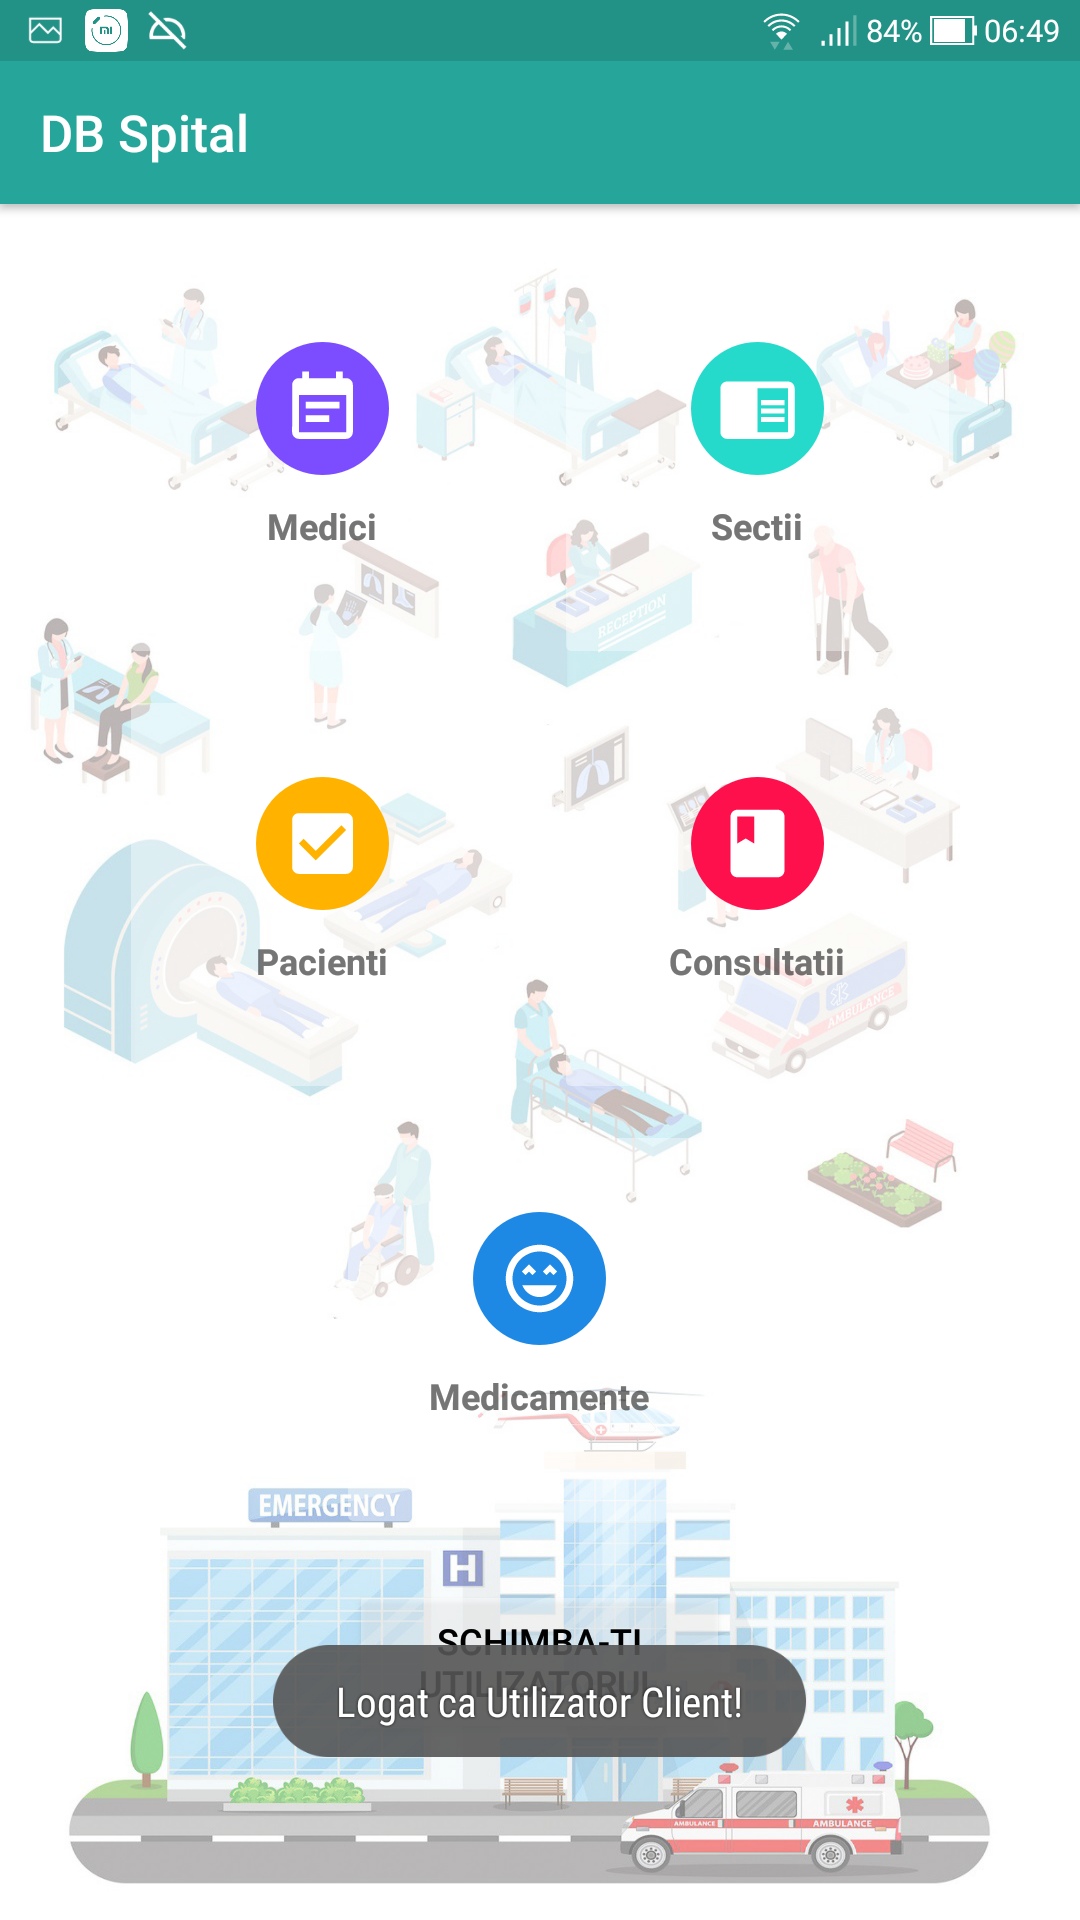 84% 06:49
DB Spital
Medici
Sectii
RECEPTION
Pacienti
Consultatii
AMBULANCE
Medicamente
EMERGENCY
H
SCHIMBA-TI
UTILIZATORUL
Logat ca Utilizator Client!
AMBULANCE AMBULANCE